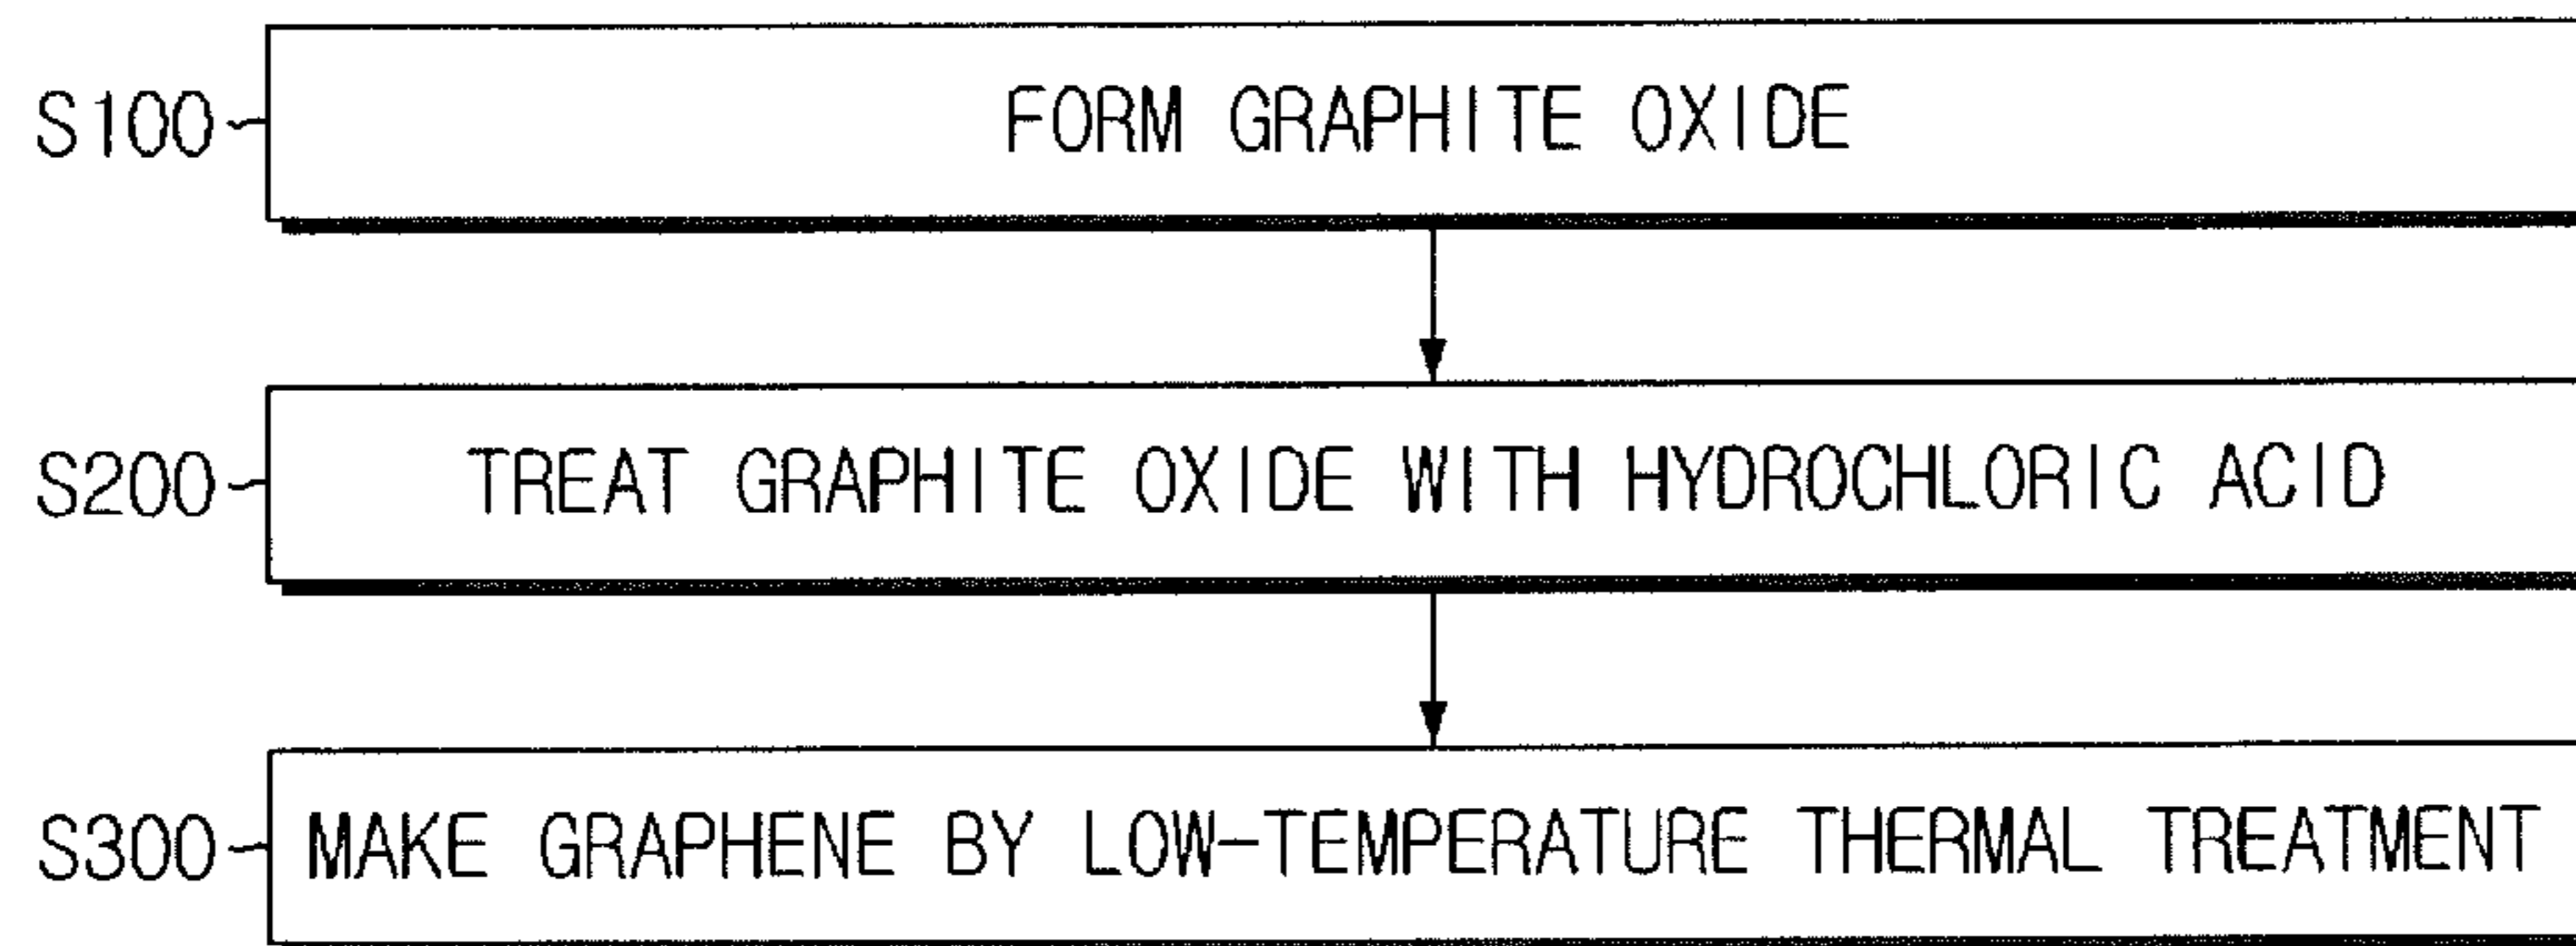 S100 FORM GRAPHITE OXIDE
S200 TREAT GRAPHITE OXIDE WITH HYDROCHLORIC ACID
S300 MAKE GRAPHENE BY LOW-TEMPERATURE THERMAL TREATMENT